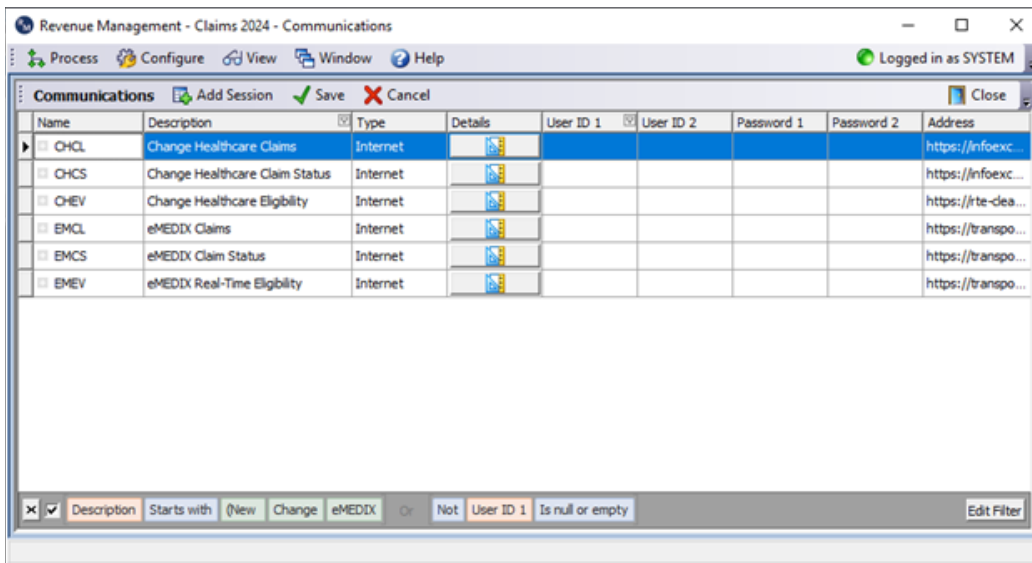 Revenue Management - Claims 2024 - Communications
Process Configure View Window Help Logged in as SYSTEM
Communications Add Session Save Cancel Close
Name Description Type Details User ID 1 User ID 2 Password 1 Password 2 Address
CHCL Change Healthcare Claims Internet https://infoexc...
CHCS Change Healthcare Claim Status Internet https://infoexc...
CHEV Change Healthcare Eligibility Internet https://rte-clea...
EMCL eMEDIX Claims Internet https://transpo...
EMCS eMEDIX Claim Status Internet https://transpo...
EMEV eMEDIX Real-Time Eligibility Internet https://transpo...
Description Starts with (New Change eMEDIX Or Not User ID 1 Is null or empty Edit Filter